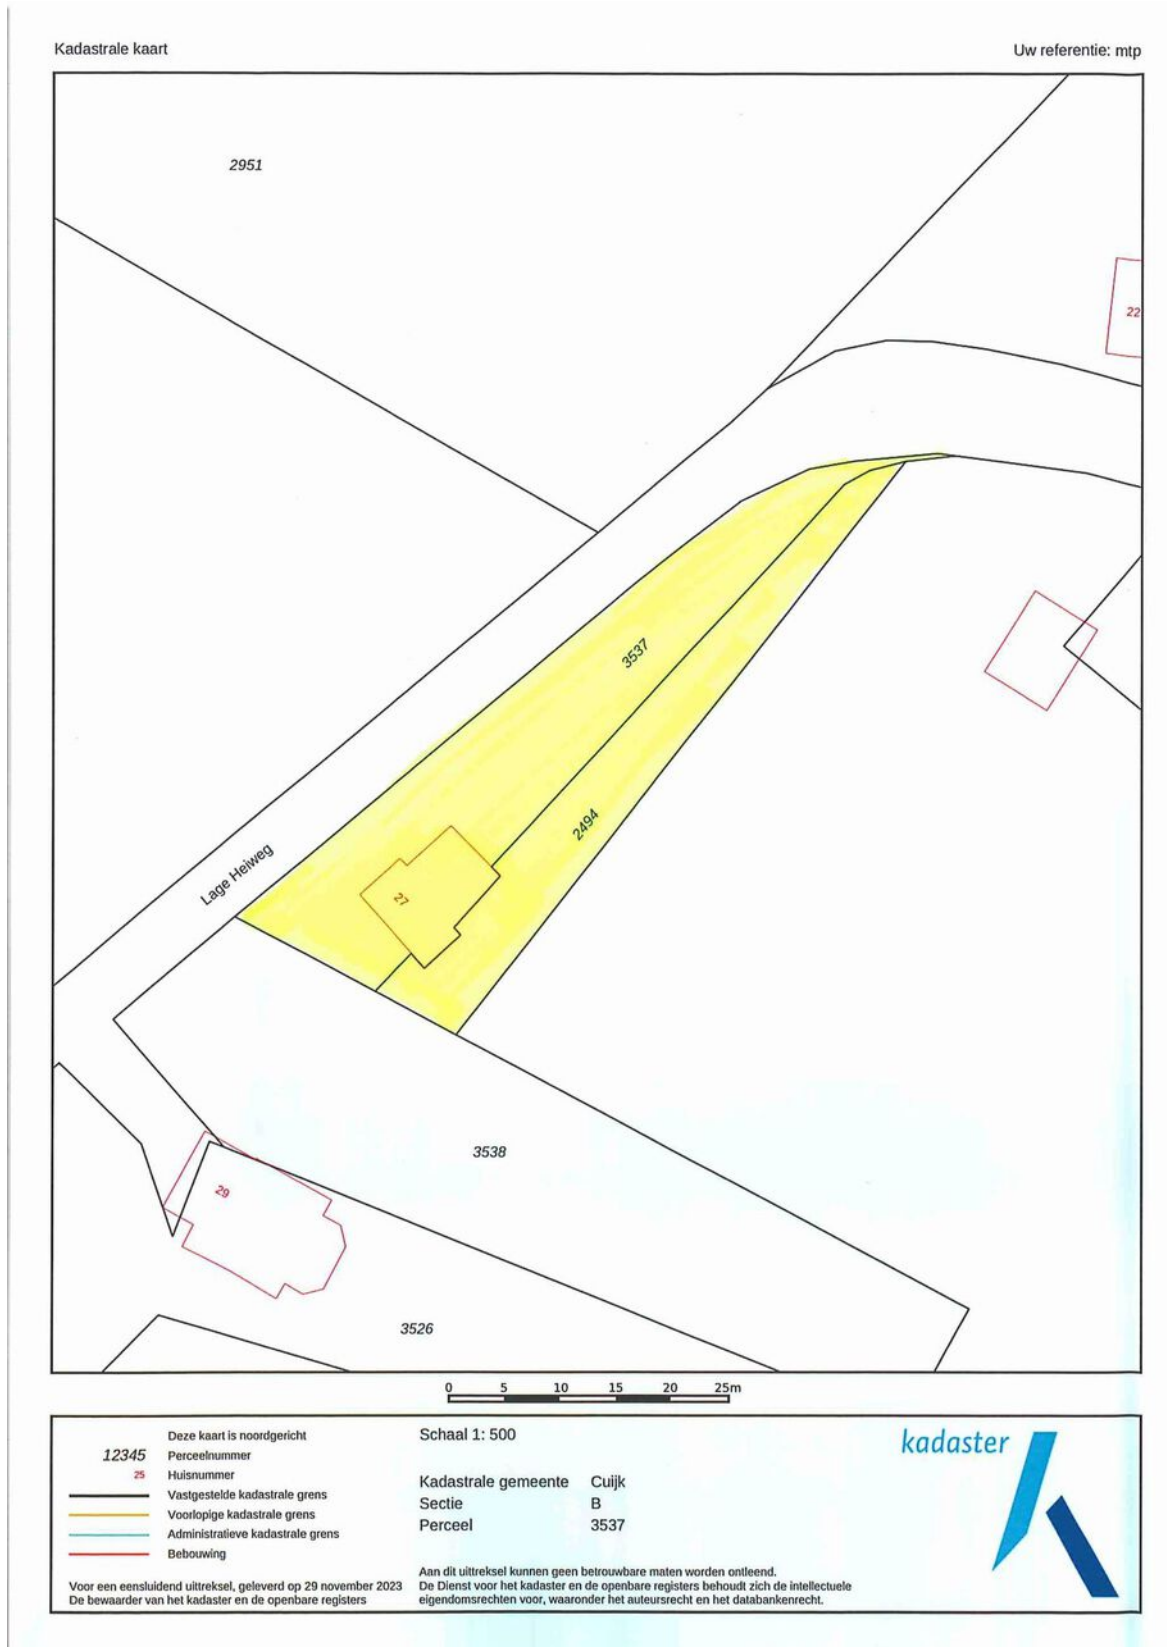 Kadastrale kaart
Uw referentie: mtp
2951
22
3537
2494
Lage Heiweg
27
3538
29
3526
0 5 10 15 20 25m
Deze kaart is noordgericht
12345 Perceelnummer
25 Huisnummer
Vastgestelde kadastrale grens
Voorlopige kadastrale grens
Administratieve kadastrale grens
Bebouwing
Voor een eensluidend uittreksel, geleverd op 29 november 2023
De bewaarder van het kadaster en de openbare registers
Schaal 1: 500
Kadastrale gemeente Cuijk
Sectie B
Perceel 3537
Aan dit uittreksel kunnen geen betrouwbare maten worden ontleend.
De Dienst voor het kadaster en de openbare registers behoudt zich de intellectuele
eigendomsrechten voor, waaronder het auteursrecht en het databankenrecht.
kadaster